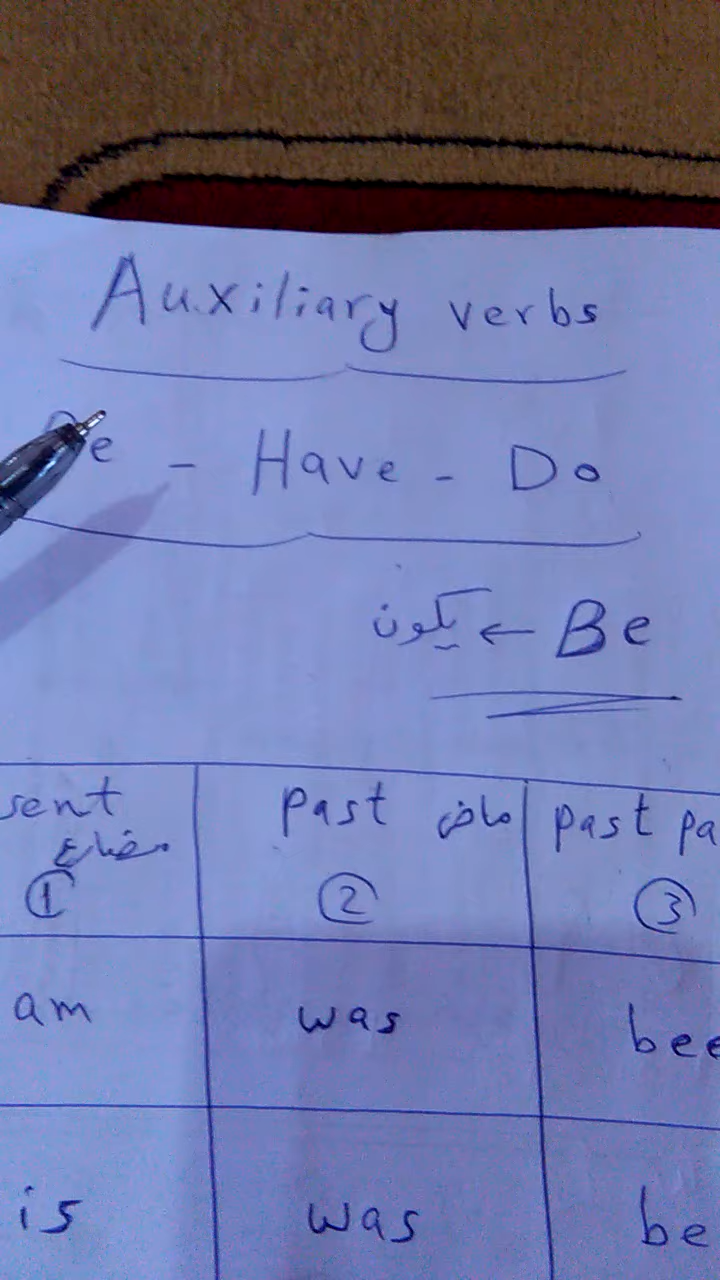 Auxiliary verbs
e - Have - Do
Be ← يكون
sent past ماض past pa
مضارع
① ② ③
am was bee
is was be